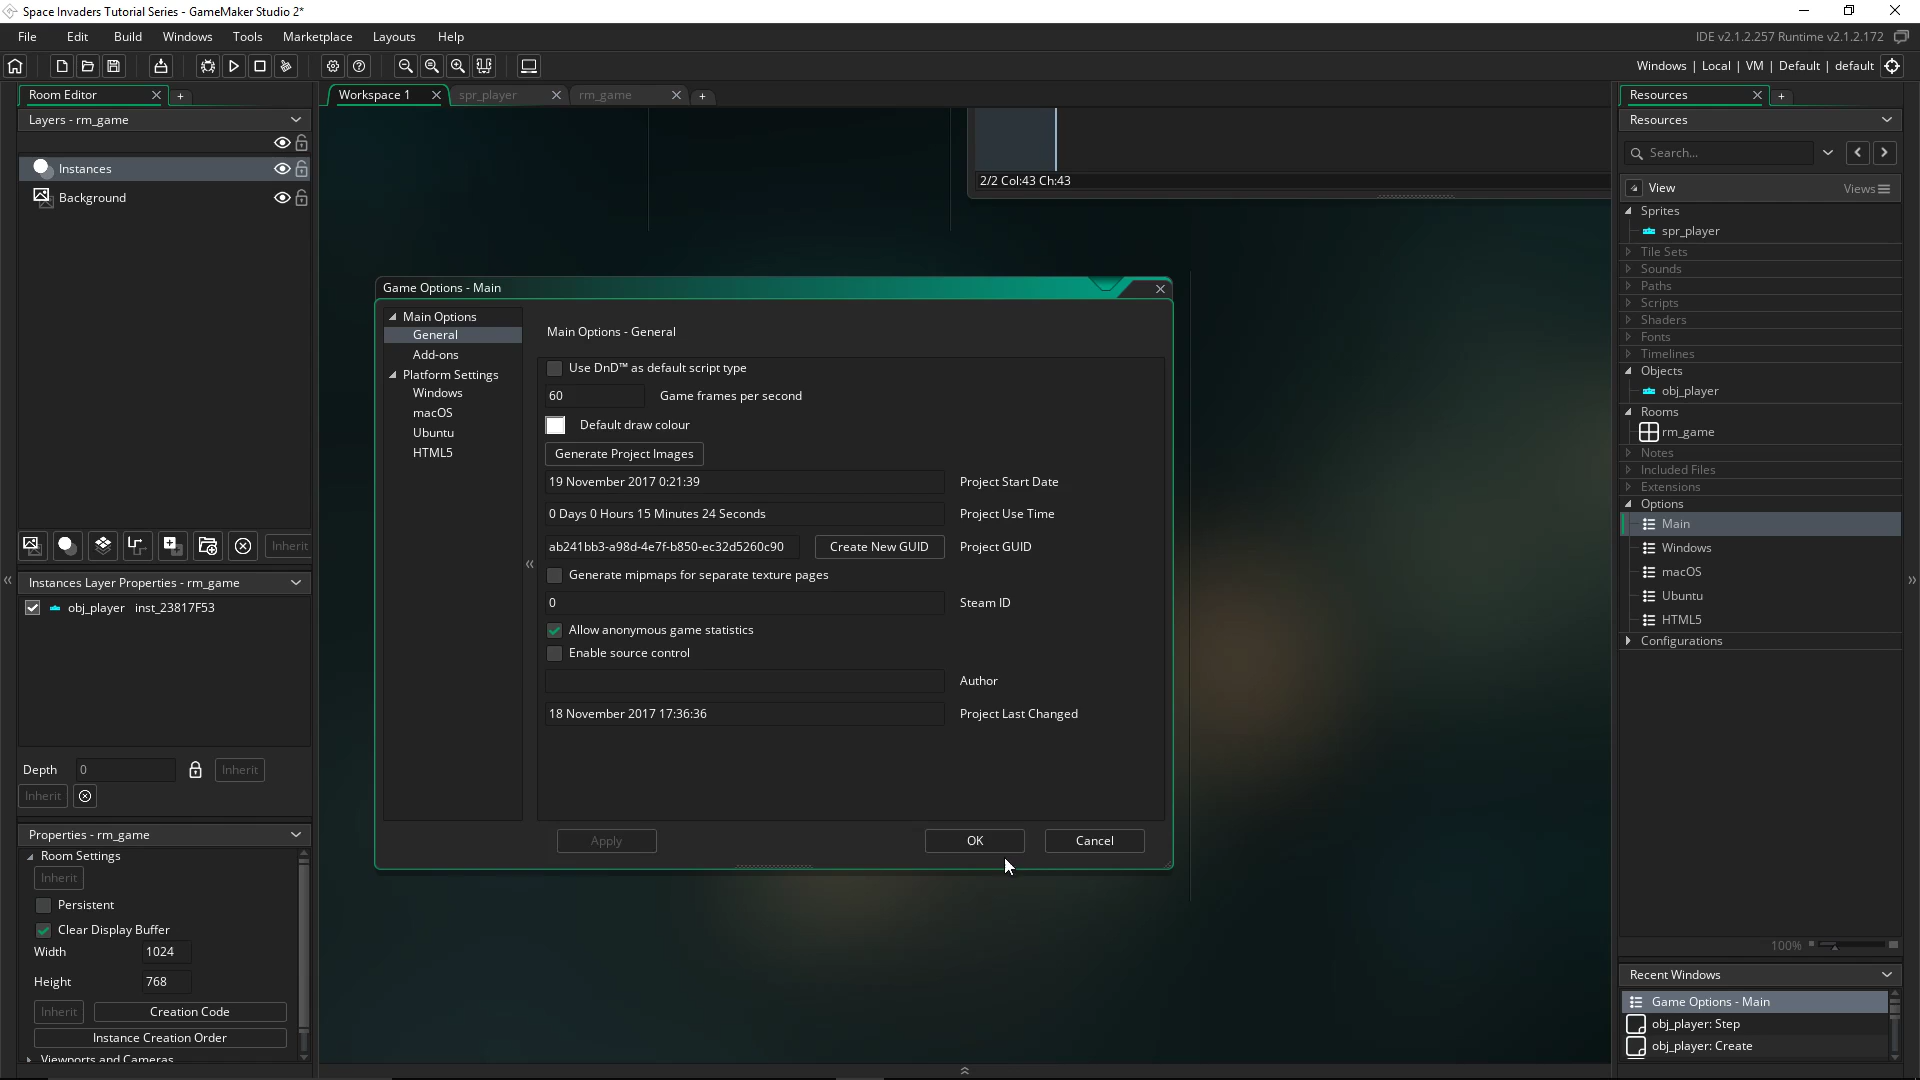 Space Invaders Tutorial Series - GameMaker Studio 2*
File Edit Build Windows Tools Marketplace Layouts Help
IDE v2.1.2.257 Runtime v2.1.2.172
Windows | Local | VM | Default | default
Room Editor
Layers - rm_game
Instances
Background
Inherit
Instances Layer Properties - rm_game
obj_player inst_23817F53
Depth 0 Inherit
Inherit
Properties - rm_game
Room Settings
Inherit
Persistent
Clear Display Buffer
Width 1024
Height 768
Inherit Creation Code
Instance Creation Order
Viewports and Cameras
Workspace 1 spr_player rm_game
2/2 Col:43 Ch:43
Game Options - Main
Main Options
General
Add-ons
Platform Settings
Windows
macOS
Ubuntu
HTML5
Main Options - General
Use DnD™ as default script type
60 Game frames per second
Default draw colour
Generate Project Images
19 November 2017 0:21:39 Project Start Date
0 Days 0 Hours 15 Minutes 24 Seconds Project Use Time
ab241bb3-a98d-4e7f-b850-ec32d5260c90 Create New GUID Project GUID
Generate mipmaps for separate texture pages
0 Steam ID
Allow anonymous game statistics
Enable source control
Author
18 November 2017 17:36:36 Project Last Changed
Apply OK Cancel
Resources
Resources
Search...
View Views
Sprites
spr_player
Tile Sets
Sounds
Paths
Scripts
Shaders
Fonts
Timelines
Objects
obj_player
Rooms
rm_game
Notes
Included Files
Extensions
Options
Main
Windows
macOS
Ubuntu
HTML5
Configurations
100%
Recent Windows
Game Options - Main
obj_player: Step
obj_player: Create